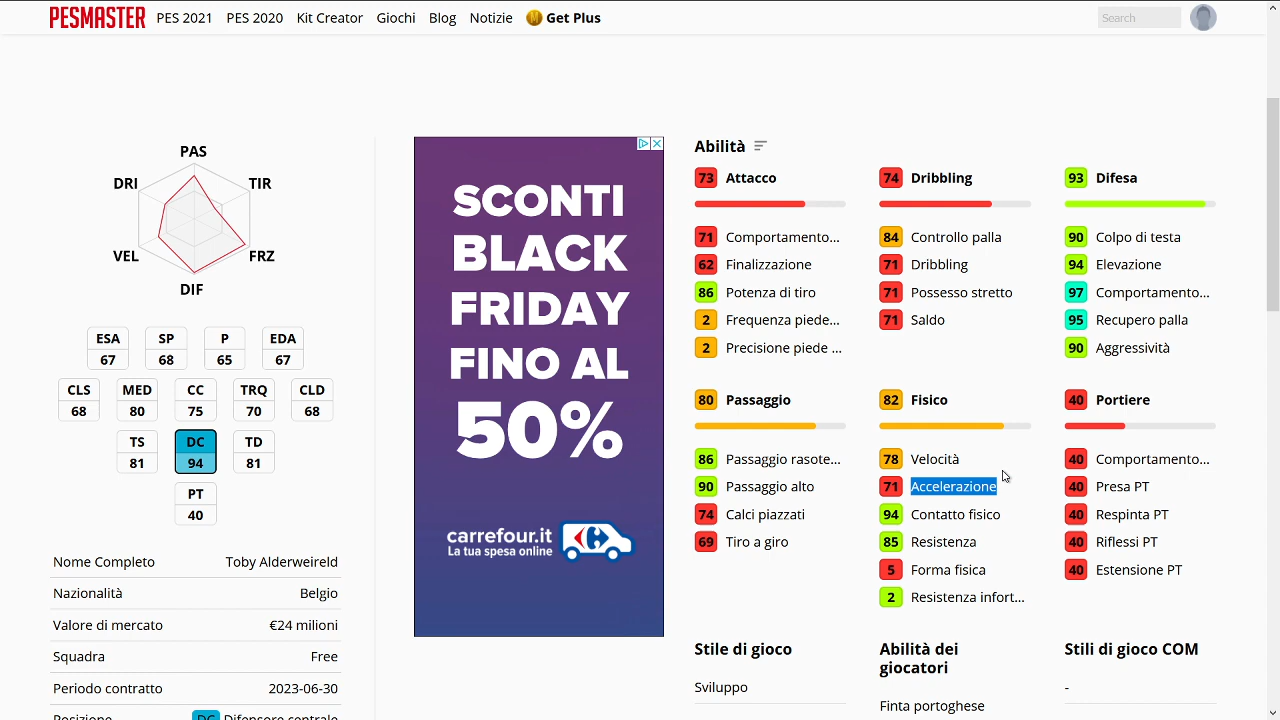 PESMASTER PES 2021 PES 2020 Kit Creator Giochi Blog Notizie M Get Plus Search
PAS
DRI TIR
VEL FRZ
DIF
ESA SP P EDA
67 68 65 67
CLS MED CC TRQ CLD
68 80 75 70 68
TS DC TD
81 94 81
PT
40
Nome Completo Toby Alderweireld
Nazionalità Belgio
Valore di mercato €24 milioni
Squadra Free
Periodo contratto 2023-06-30
Posizione DC Difensore centrale
SCONTI
BLACK
FRIDAY
FINO AL
50%
carrefour.it
La tua spesa online
Abilità
73 Attacco
71 Comportamento...
62 Finalizzazione
86 Potenza di tiro
2 Frequenza piede...
2 Precisione piede ...
74 Dribbling
84 Controllo palla
71 Dribbling
71 Possesso stretto
71 Saldo
93 Difesa
90 Colpo di testa
94 Elevazione
97 Comportamento...
95 Recupero palla
90 Aggressività
80 Passaggio
86 Passaggio rasote...
90 Passaggio alto
74 Calci piazzati
69 Tiro a giro
82 Fisico
78 Velocità
71 Accelerazione
94 Contatto fisico
85 Resistenza
5 Forma fisica
2 Resistenza infort...
40 Portiere
40 Comportamento...
40 Presa PT
40 Respinta PT
40 Riflessi PT
40 Estensione PT
Stile di gioco
Sviluppo
Abilità dei
giocatori
Finta portoghese
Stili di gioco COM
-